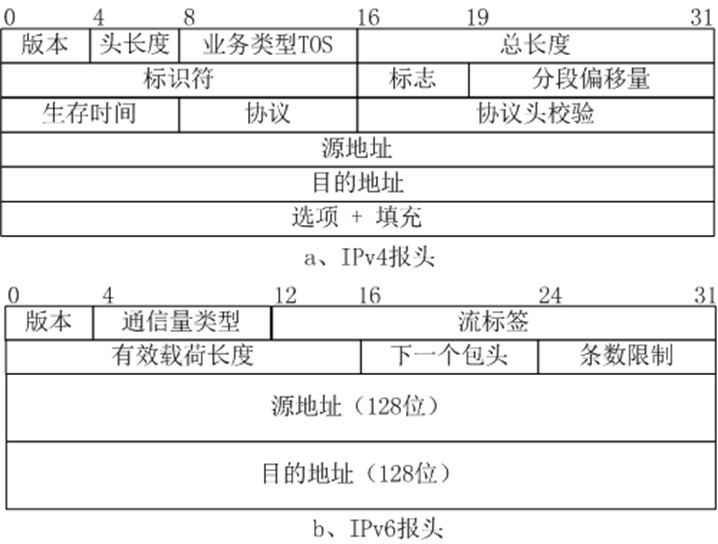 0 4 8 16 19 31
版本 头长度 业务类型TOS 总长度
标识符 标志 分段偏移量
生存时间 协议 协议头校验
源地址
目的地址
选项 + 填充
a、IPv4报头
0 4 12 16 24 31
版本 通信量类型 流标签
有效载荷长度 下一个包头 条数限制
源地址（128位）
目的地址（128位）
b、IPv6报头